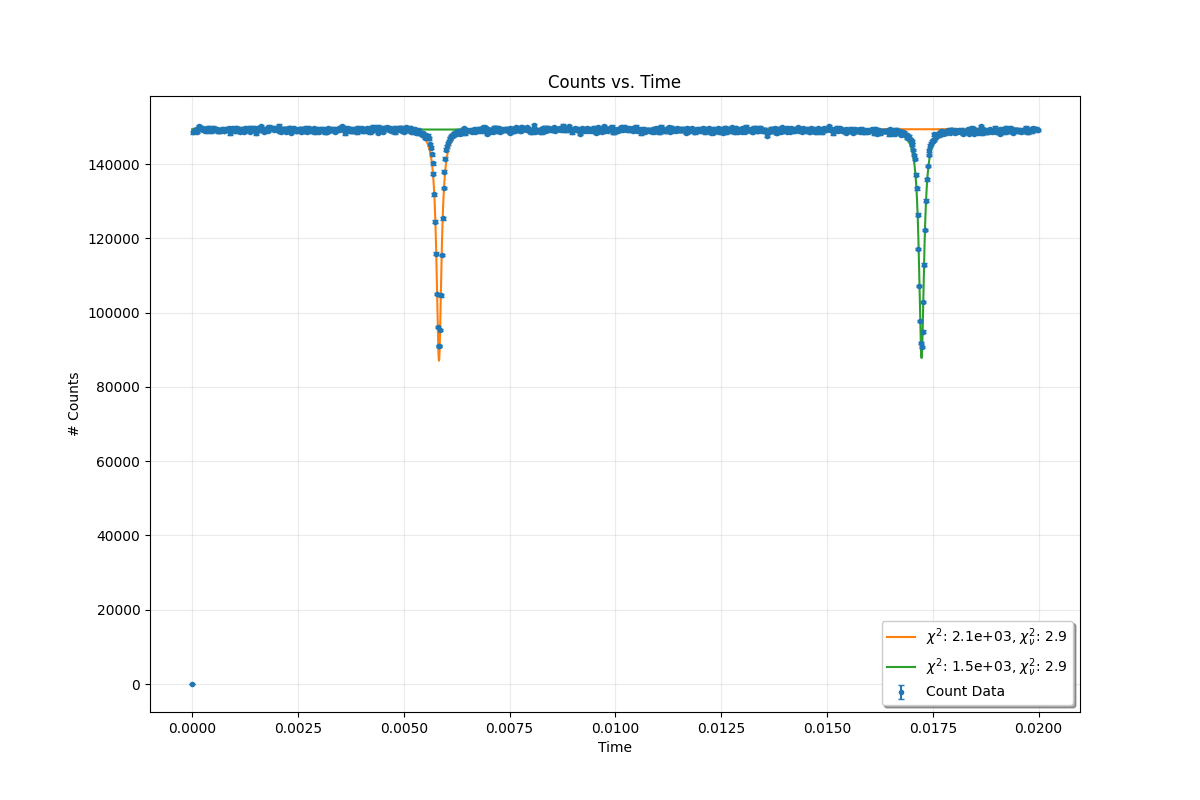 Counts vs. Time
# Counts
140000
120000
100000
80000
60000
40000
20000
0
0.0000 0.0025 0.0050 0.0075 0.0100 0.0125 0.0150 0.0175 0.0200
Time
χ²: 2.1e+03, χ²ᵥ: 2.9
χ²: 1.5e+03, χ²ᵥ: 2.9
Count Data